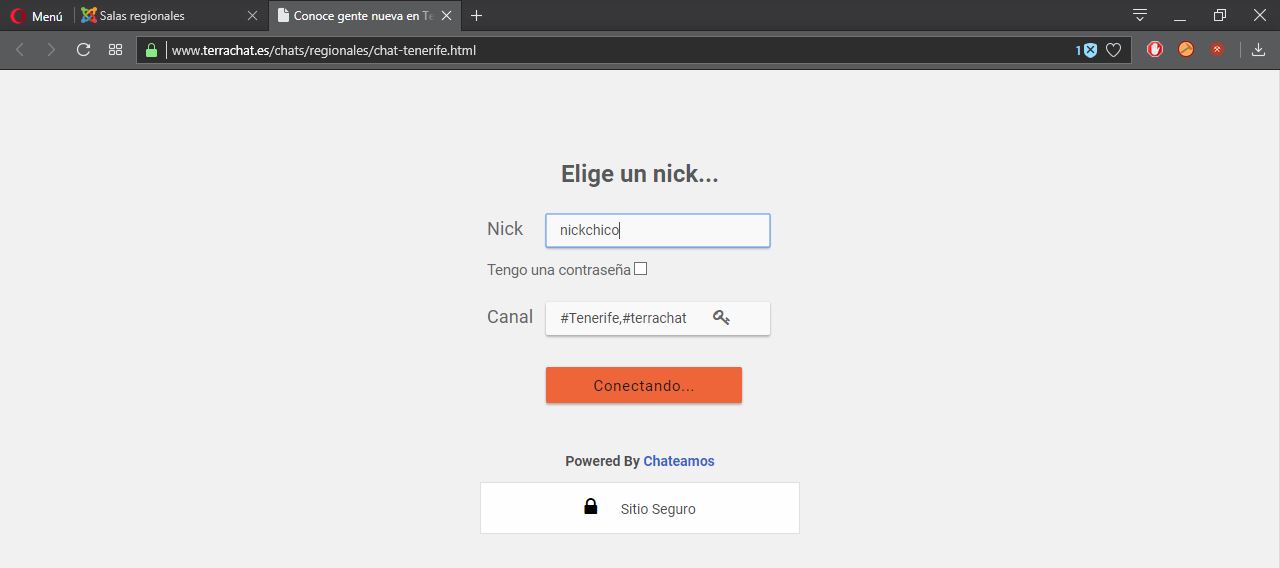 Menú
Salas regionales
Conoce gente nueva en Te
www.terrachat.es/chats/regionales/chat-tenerife.html
1
Elige un nick...
Nick
nickchico
Tengo una contraseña
Canal
#Tenerife,#terrachat
Conectando...
Powered By Chateamos
Sitio Seguro